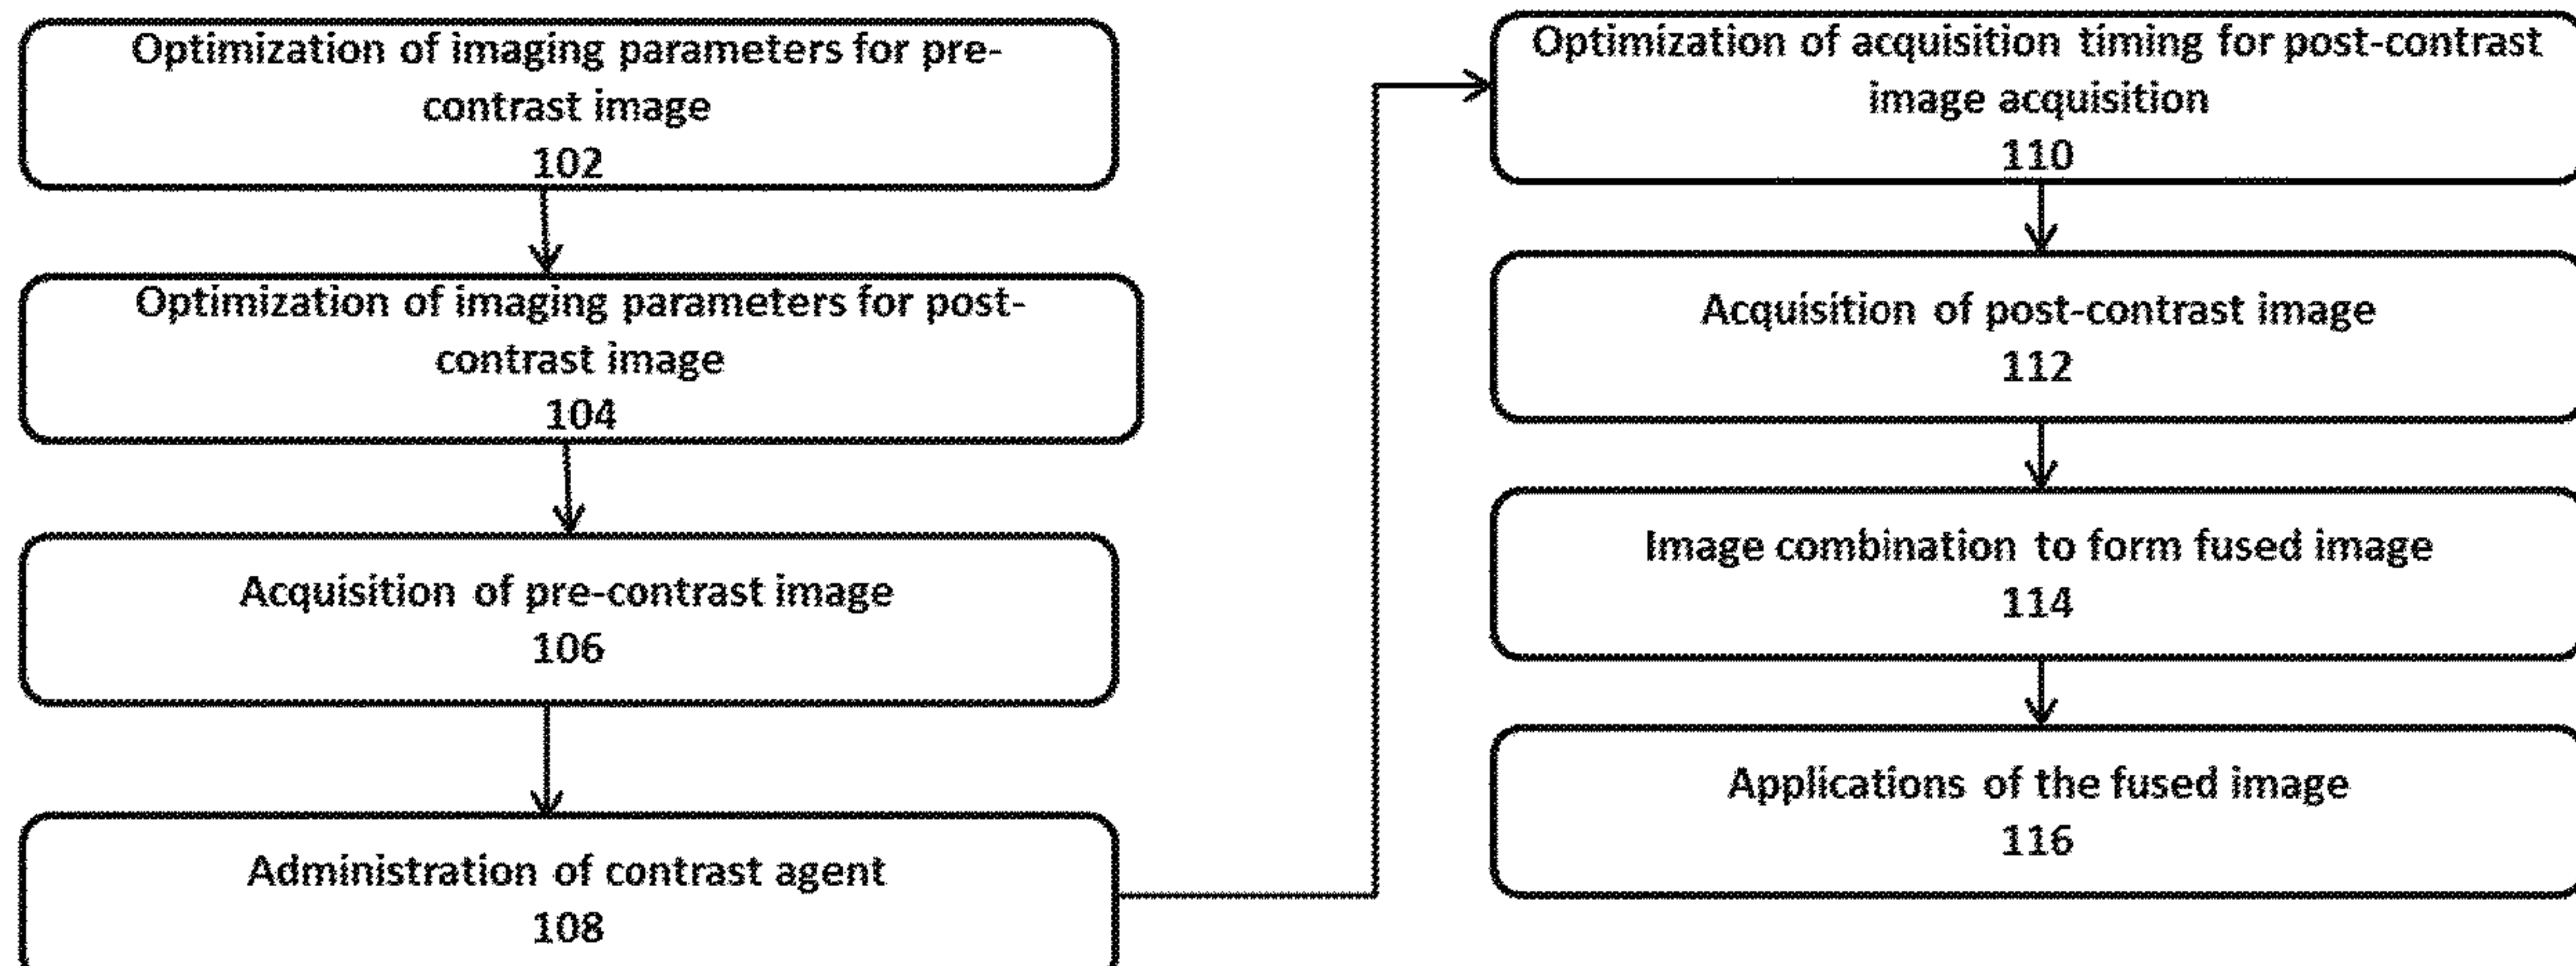 Optimization of imaging parameters for pre-
contrast image
102
Optimization of imaging parameters for post-
contrast image
104
Acquisition of pre-contrast image
106
Administration of contrast agent
108
Optimization of acquisition timing for post-contrast
image acquisition
110
Acquisition of post-contrast image
112
Image combination to form fused image
114
Applications of the fused image
116